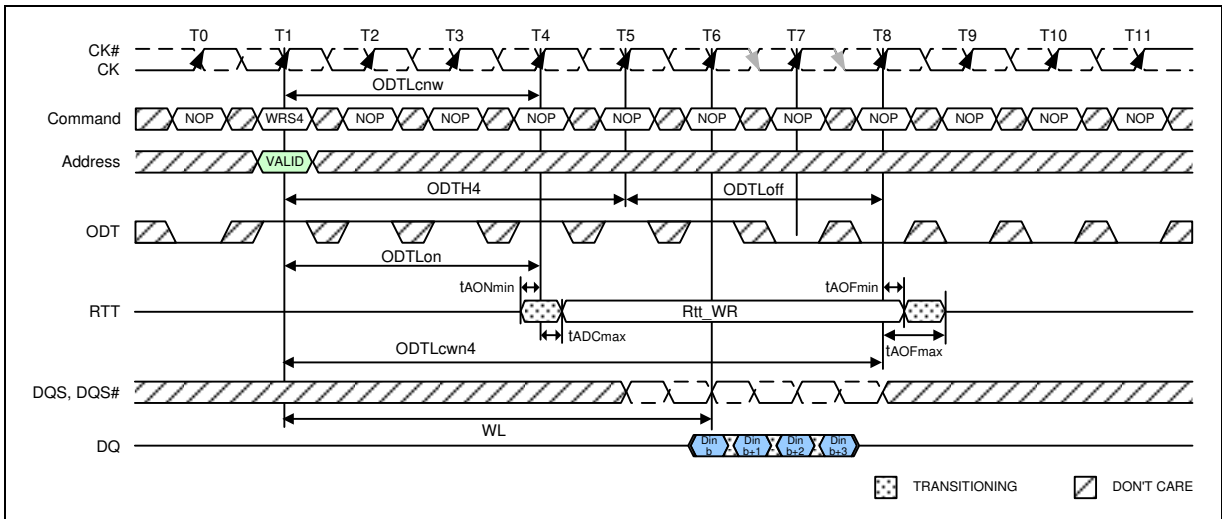 T0 T1 T2 T3 T4 T5 T6 T7 T8 T9 T10 T11
CK#
CK
ODTLcnw
Command NOP WRS4 NOP NOP NOP NOP NOP NOP NOP NOP NOP NOP
Address VALID
ODTH4 ODTLoff
ODT
ODTLon
tAONmin tAOFmin
RTT Rtt_WR
tADCmax tAOFmax
ODTLcwn4
DQS, DQS#
WL
DQ Din b Din b+1 Din b+2 Din b+3
TRANSITIONING DON'T CARE